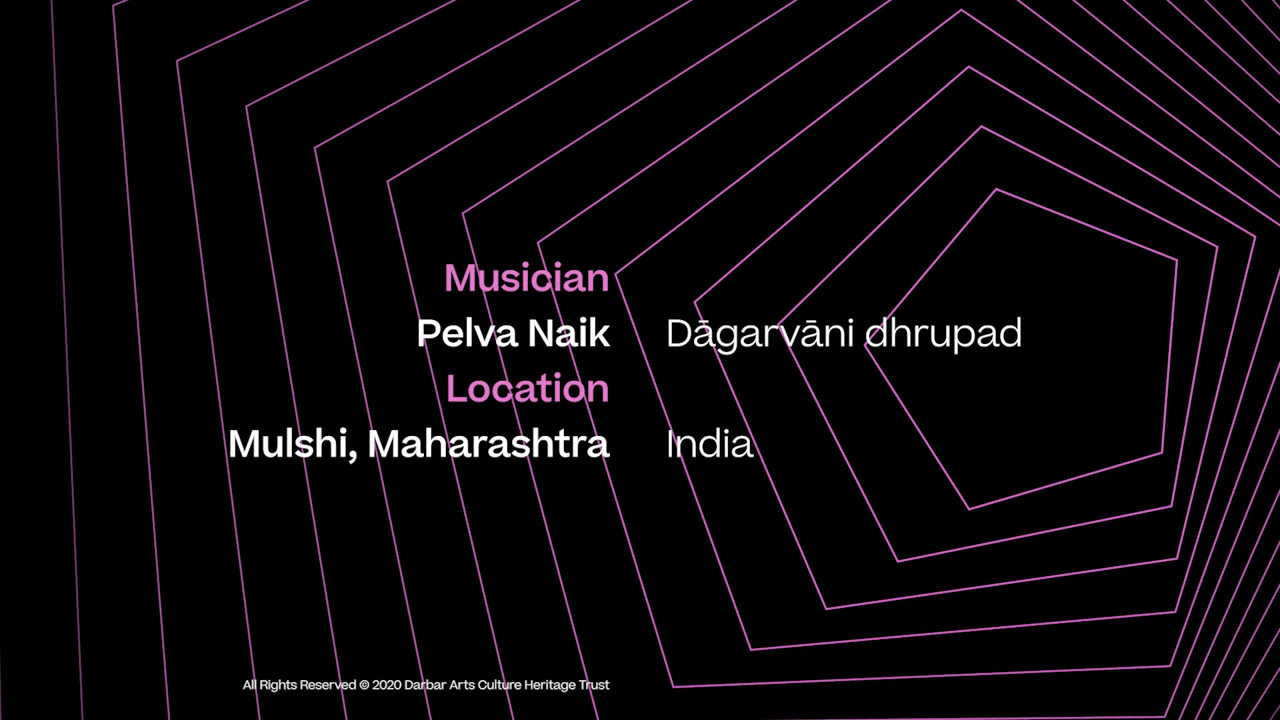 Musician
Pelva Naik Dāgarvāni dhrupad
Location
Mulshi, Maharashtra India
All Rights Reserved © 2020 Darbar Arts Culture Heritage Trust